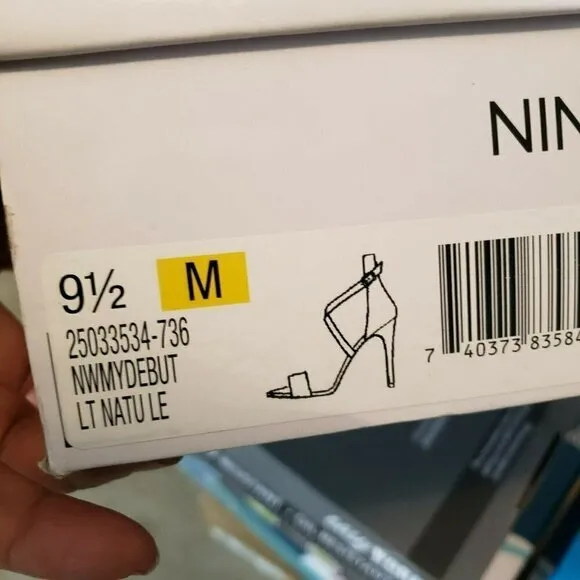 NIN
9½ M
25033534-736
NWMYDEBUT
LT NATU LE
7 40373 83584